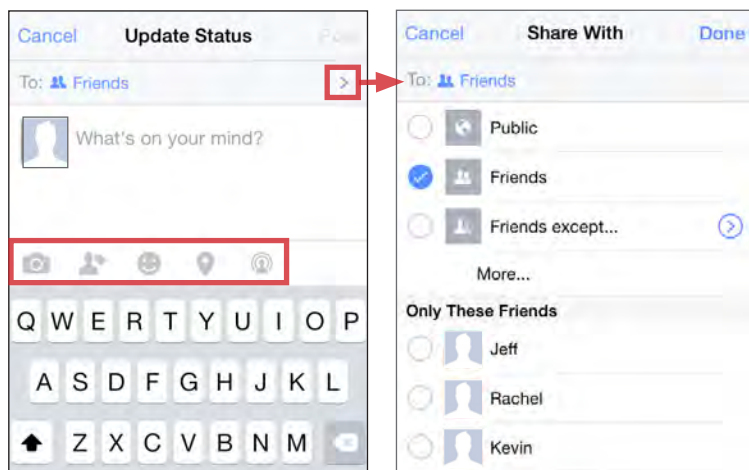 Cancel Update Status Post
To: Friends >
What's on your mind?
Q W E R T Y U I O P
A S D F G H J K L
Z X C V B N M
Cancel Share With Done
To: Friends
Public
Friends
Friends except...
More...
Only These Friends
Jeff
Rachel
Kevin